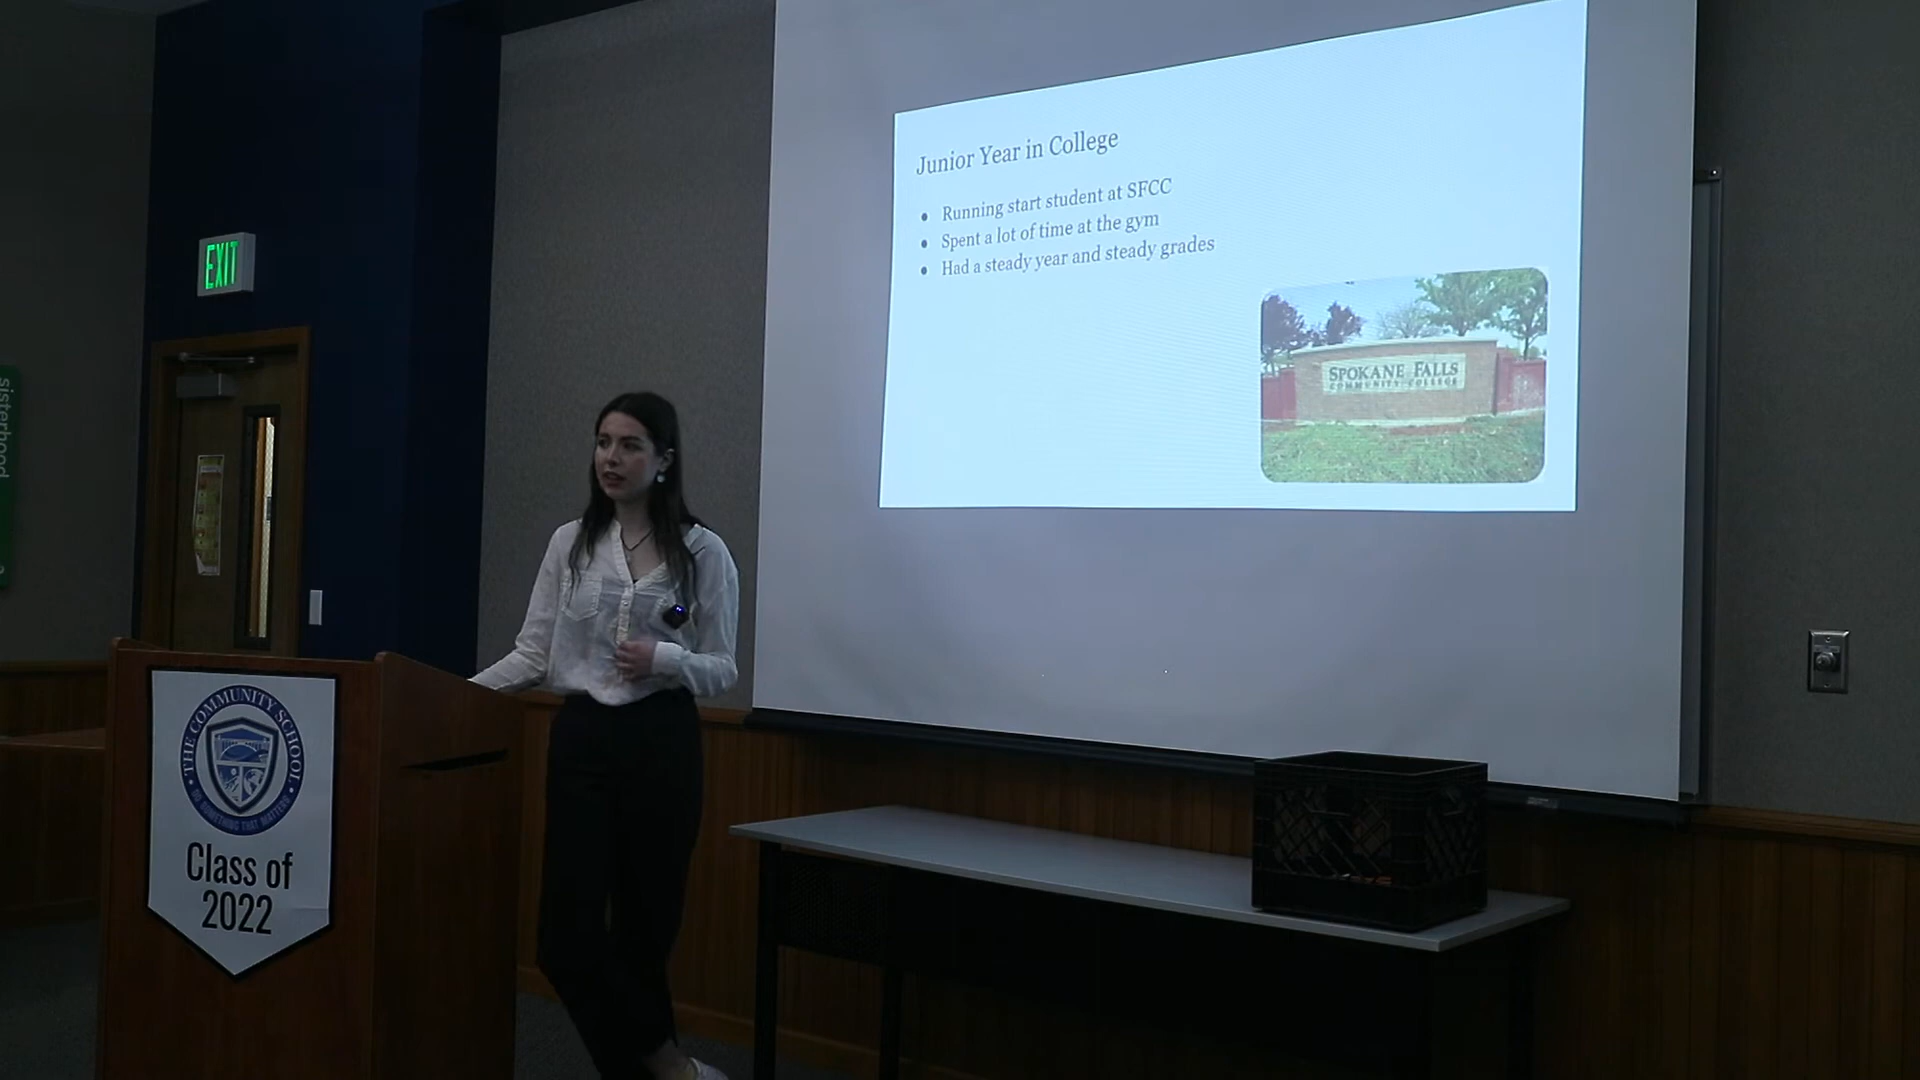 Junior Year in College
● Running start student at SFCC
● Spent a lot of time at the gym
● Had a steady year and steady grades
SPOKANE FALLS
COMMUNITY COLLEGE
EXIT
sisterhood
THE COMMUNITY SCHOOL
DO SOMETHING THAT MATTERS
Class of
2022